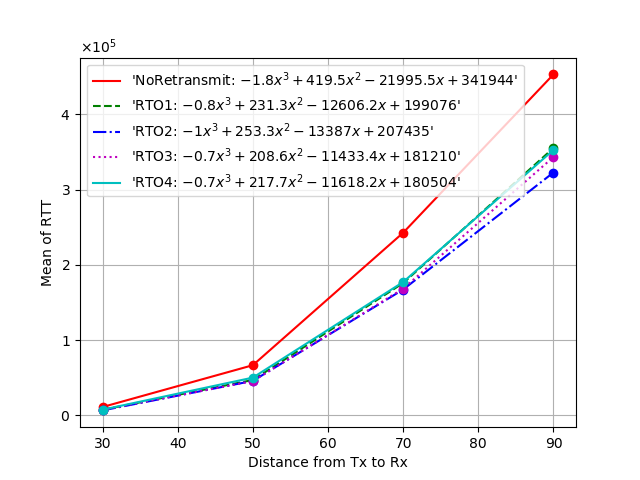 ×10⁵
'NoRetransmit: −1.8x³ + 419.5x² − 21995.5x + 341944'
'RTO1: −0.8x³ + 231.3x² − 12606.2x + 199076'
'RTO2: −1x³ + 253.3x² − 13387x + 207435'
'RTO3: −0.7x³ + 208.6x² − 11433.4x + 181210'
'RTO4: −0.7x³ + 217.7x² − 11618.2x + 180504'
4
3
2
1
0
Mean of RTT
30 40 50 60 70 80 90
Distance from Tx to Rx